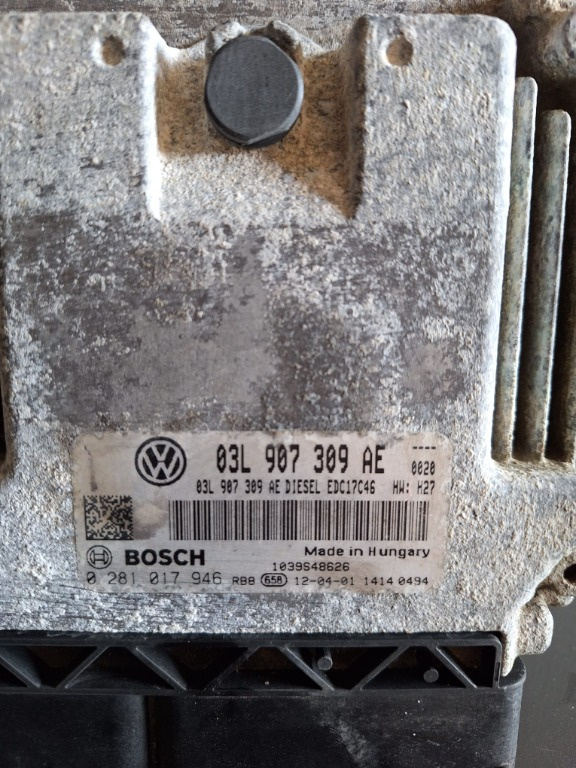 ----
03L 907 309 AE 0020
03L 907 309 AE DIESEL EDC17C46 HW: H27
BOSCH Made in Hungary
1039S48626
0 281 017 946 RBB 658 12-04-01 1414 0494